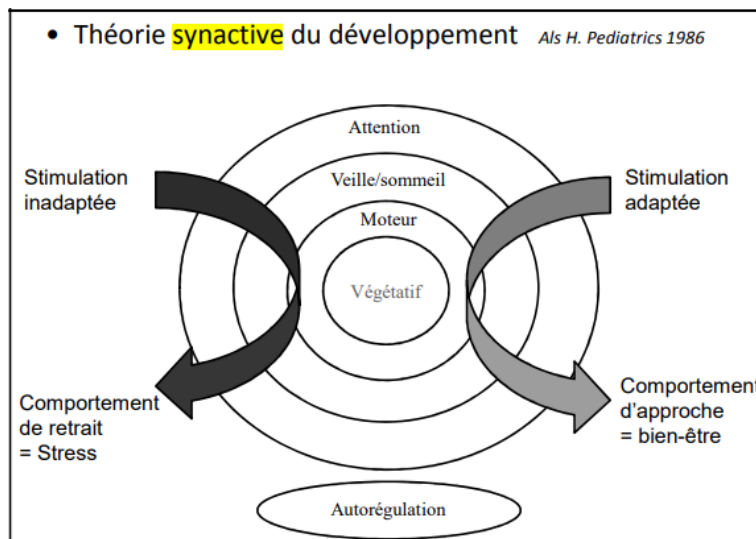 • Théorie synactive du développement Als H. Pediatrics 1986
Attention
Stimulation
inadaptée
Veille/sommeil
Stimulation
adaptée
Moteur
Végétatif
Comportement
de retrait
= Stress
Comportement
d'approche
= bien-être
Autorégulation